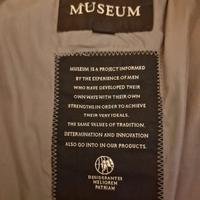 MUSEUM
MUSEUM IS A PROJECT INFORMED
BY THE EXPERIENCE OF MEN
WHO HAVE DEVELOPED THEIR
OWN WAYS WITH THEIR OWN
STRENGTHS IN ORDER TO ACHIEVE
THEIR VERY IDEALS.
THE SAME VALUES OF TRADITION,
DETERMINATION AND INNOVATION
ALSO GO INTO IN OUR PRODUCTS.
DESIDERANTES
MELIOREM
PATRIAM